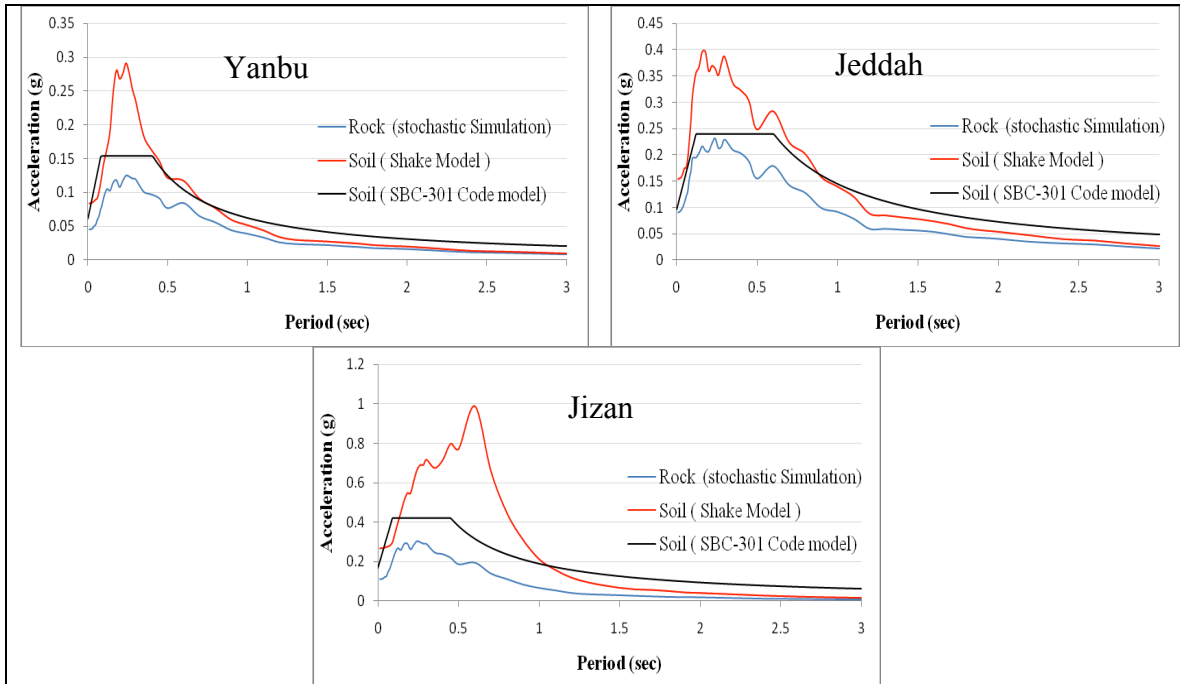 Yanbu
Acceleration (g)
0.35
0.3
0.25
0.2
0.15
0.1
0.05
0
Rock (stochastic Simulation)
Soil ( Shake Model )
Soil ( SBC-301 Code model)
0 0.5 1 1.5 2 2.5 3
Period (sec)
Jeddah
Acceleration (g)
0.45
0.4
0.35
0.3
0.25
0.2
0.15
0.1
0.05
0
Rock (stochastic Simulation)
Soil ( Shake Model )
Soil ( SBC-301 Code model)
0 0.5 1 1.5 2 2.5 3
Period (sec)
Jizan
Acceleration (g)
1.2
1
0.8
0.6
0.4
0.2
0
Rock (stochastic Simulation)
Soil ( Shake Model )
Soil ( SBC-301 Code model)
0 0.5 1 1.5 2 2.5 3
Period (sec)